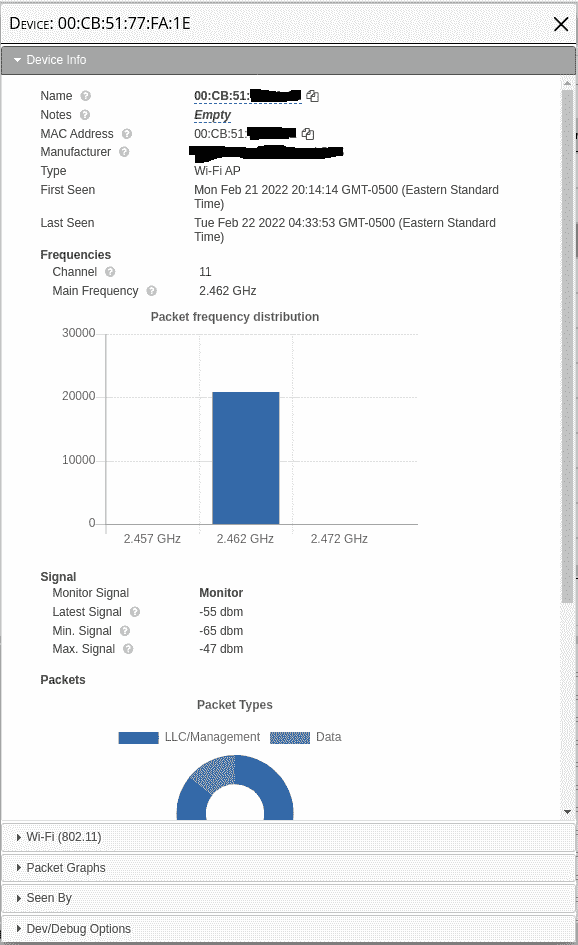 DEVICE: 00:CB:51:77:FA:1E
Device Info
Name 00:CB:51:
Notes Empty
MAC Address 00:CB:51:
Manufacturer
Type Wi-Fi AP
First Seen Mon Feb 21 2022 20:14:14 GMT-0500 (Eastern Standard
Time)
Last Seen Tue Feb 22 2022 04:33:53 GMT-0500 (Eastern Standard
Time)
Frequencies
Channel 11
Main Frequency 2.462 GHz
Packet frequency distribution
30000
20000
10000
0
2.457 GHz 2.462 GHz 2.472 GHz
Signal
Monitor Signal Monitor
Latest Signal -55 dbm
Min. Signal -65 dbm
Max. Signal -47 dbm
Packets
Packet Types
LLC/Management Data
Wi-Fi (802.11)
Packet Graphs
Seen By
Dev/Debug Options